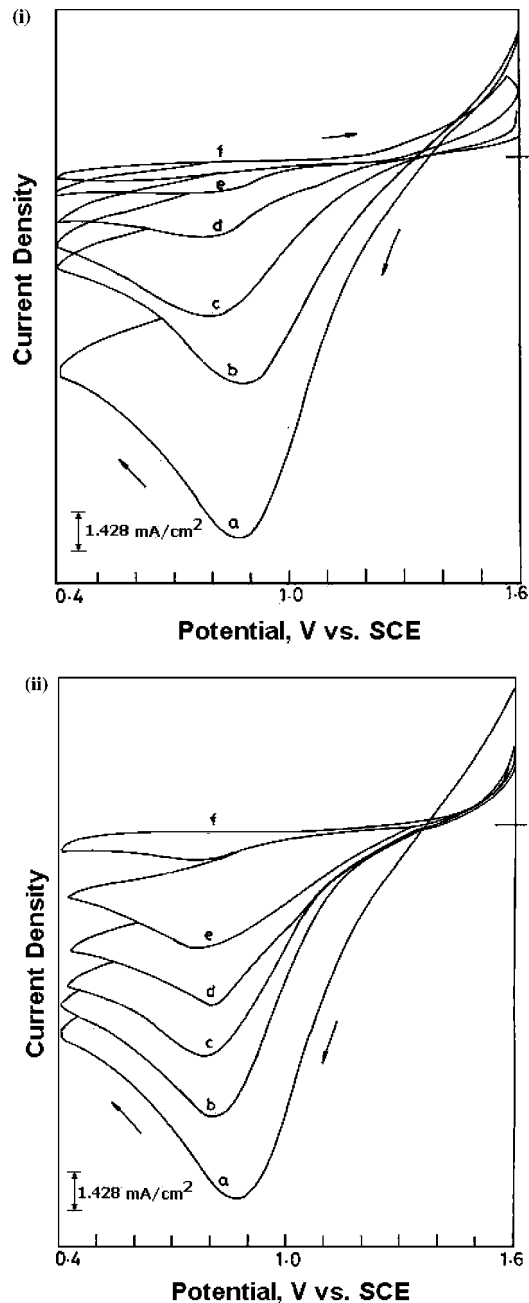 (i)
f
e
d
c
b
a
Current Density
1.428 mA/cm²
0.4 1.0 1.6
Potential, V vs. SCE
(ii)
f
e
d
c
b
a
Current Density
1.428 mA/cm²
0.4 1.0 1.6
Potential, V vs. SCE